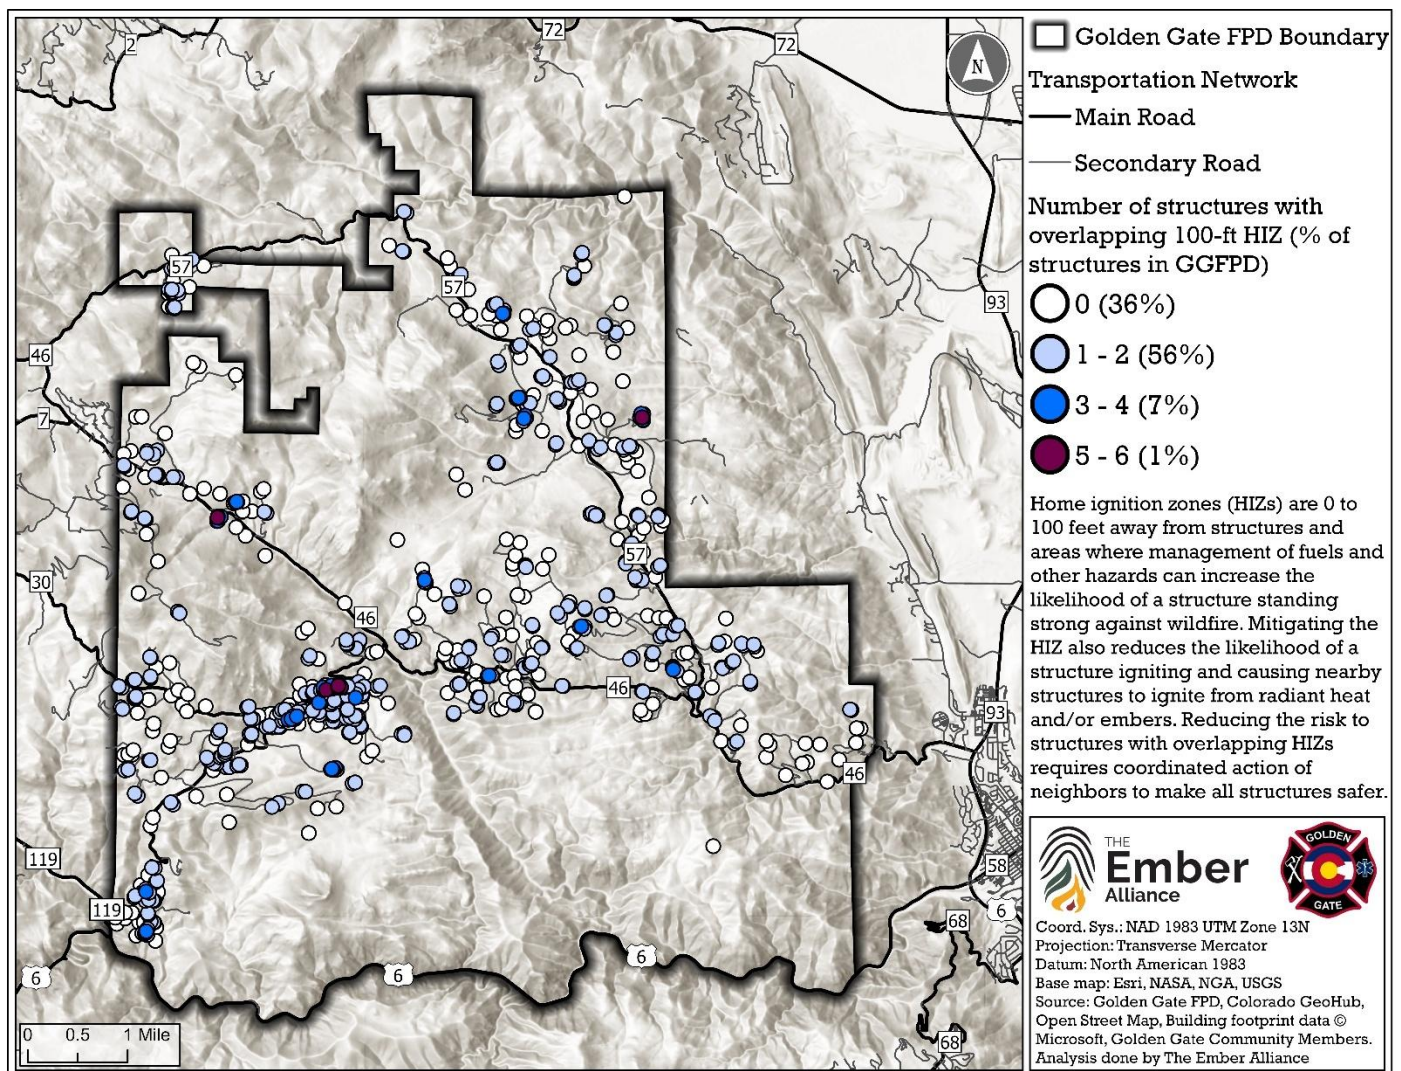 2
72
72
N
57
57
46
7
93
30
57
46
46
46
93
119
119
58
6
68
6
6
6
68
0 0.5 1 Mile
Golden Gate FPD Boundary
Transportation Network
Main Road
Secondary Road
Number of structures with
overlapping 100-ft HIZ (% of
structures in GGFPD)
0 (36%)
1 - 2 (56%)
3 - 4 (7%)
5 - 6 (1%)
Home ignition zones (HIZs) are 0 to
100 feet away from structures and
areas where management of fuels and
other hazards can increase the
likelihood of a structure standing
strong against wildfire. Mitigating the
HIZ also reduces the likelihood of a
structure igniting and causing nearby
structures to ignite from radiant heat
and/or embers. Reducing the risk to
structures with overlapping HIZs
requires coordinated action of
neighbors to make all structures safer.
THE
Ember
Alliance
GOLDEN
GATE
Coord. Sys.: NAD 1983 UTM Zone 13N
Projection: Transverse Mercator
Datum: North American 1983
Base map: Esri, NASA, NGA, USGS
Source: Golden Gate FPD, Colorado GeoHub,
Open Street Map, Building footprint data ©
Microsoft, Golden Gate Community Members.
Analysis done by The Ember Alliance